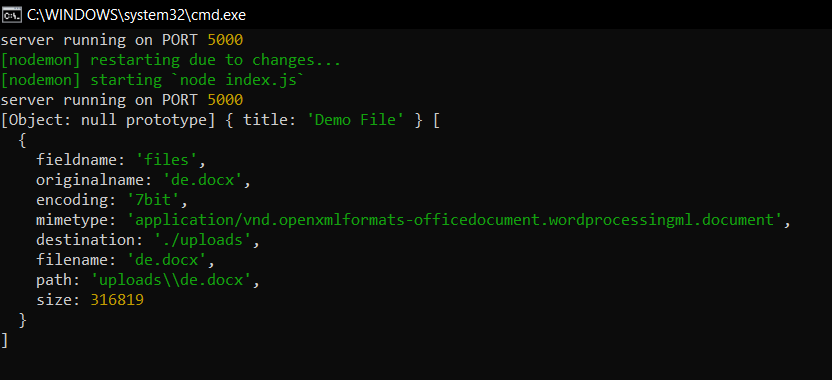 C:\WINDOWS\system32\cmd.exe
server running on PORT 5000
[nodemon] restarting due to changes...
[nodemon] starting `node index.js`
server running on PORT 5000
[Object: null prototype] { title: 'Demo File' } [
  {
    fieldname: 'files',
    originalname: 'de.docx',
    encoding: '7bit',
    mimetype: 'application/vnd.openxmlformats-officedocument.wordprocessingml.document',
    destination: './uploads',
    filename: 'de.docx',
    path: 'uploads\\de.docx',
    size: 316819
  }
]